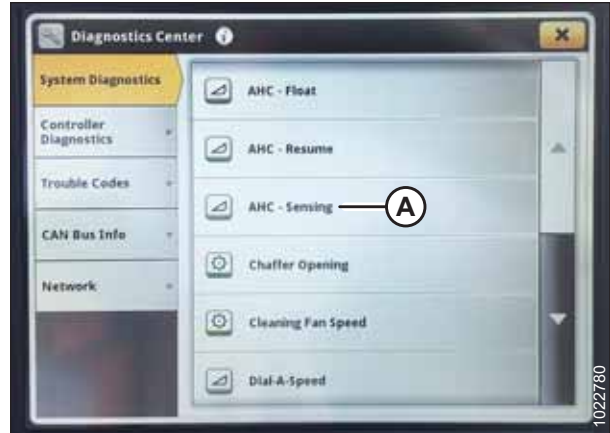 Diagnostics Center
System Diagnostics
Controller
Diagnostics
Trouble Codes
CAN Bus Info
Network
AHC - Float
AHC - Resume
AHC - Sensing
A
Chaffer Opening
Cleaning Fan Speed
Dial-A-Speed
1022780